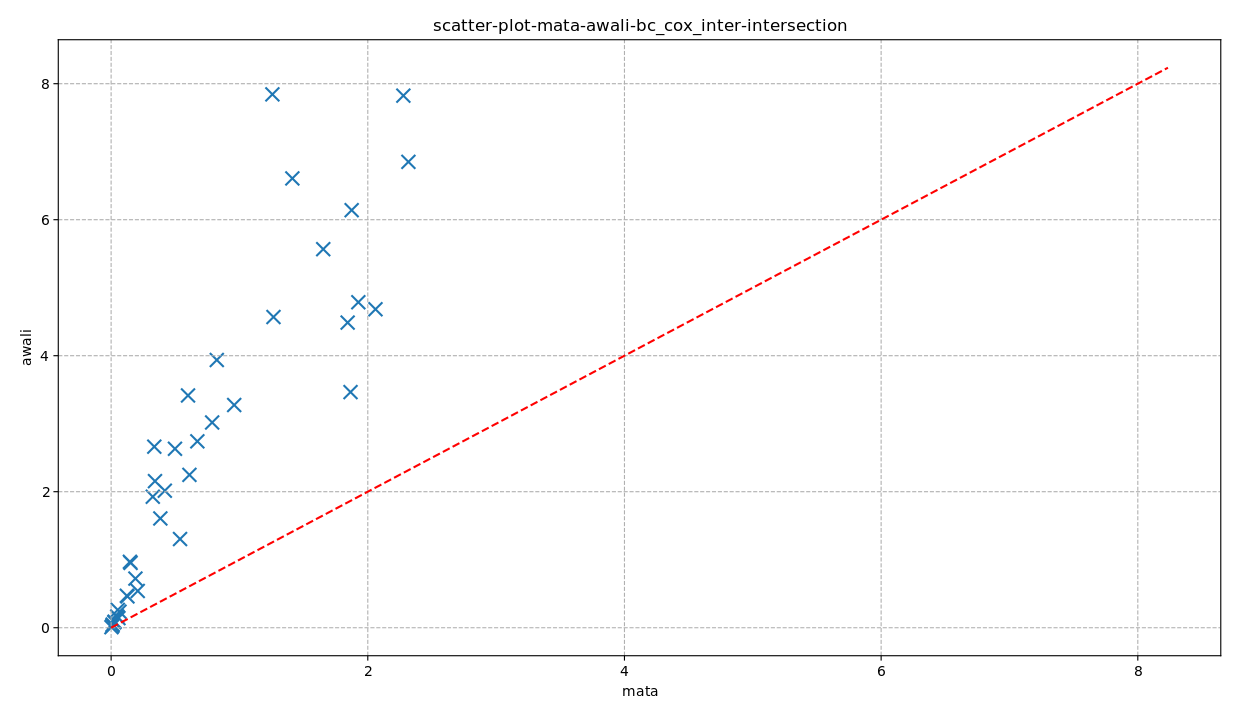 scatter-plot-mata-awali-bc_cox_inter-intersection
8
6
4
2
0
awali
0 2 4 6 8
mata